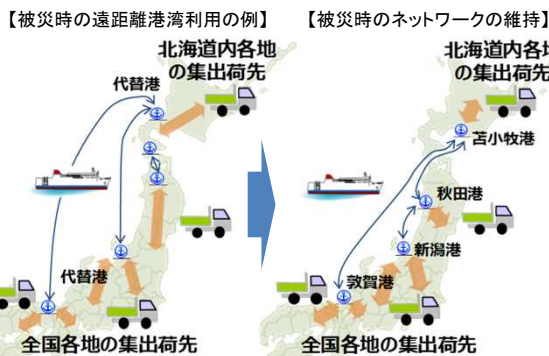 【被災時の遠距離港湾利用の例】
北海道内各地
の集出荷先
代替港
代替港
全国各地の集出荷先
【被災時のネットワークの維持】
北海道内各
の集出荷先
苫小牧港
秋田港
新潟港
敦賀港
全国各地の集出荷先